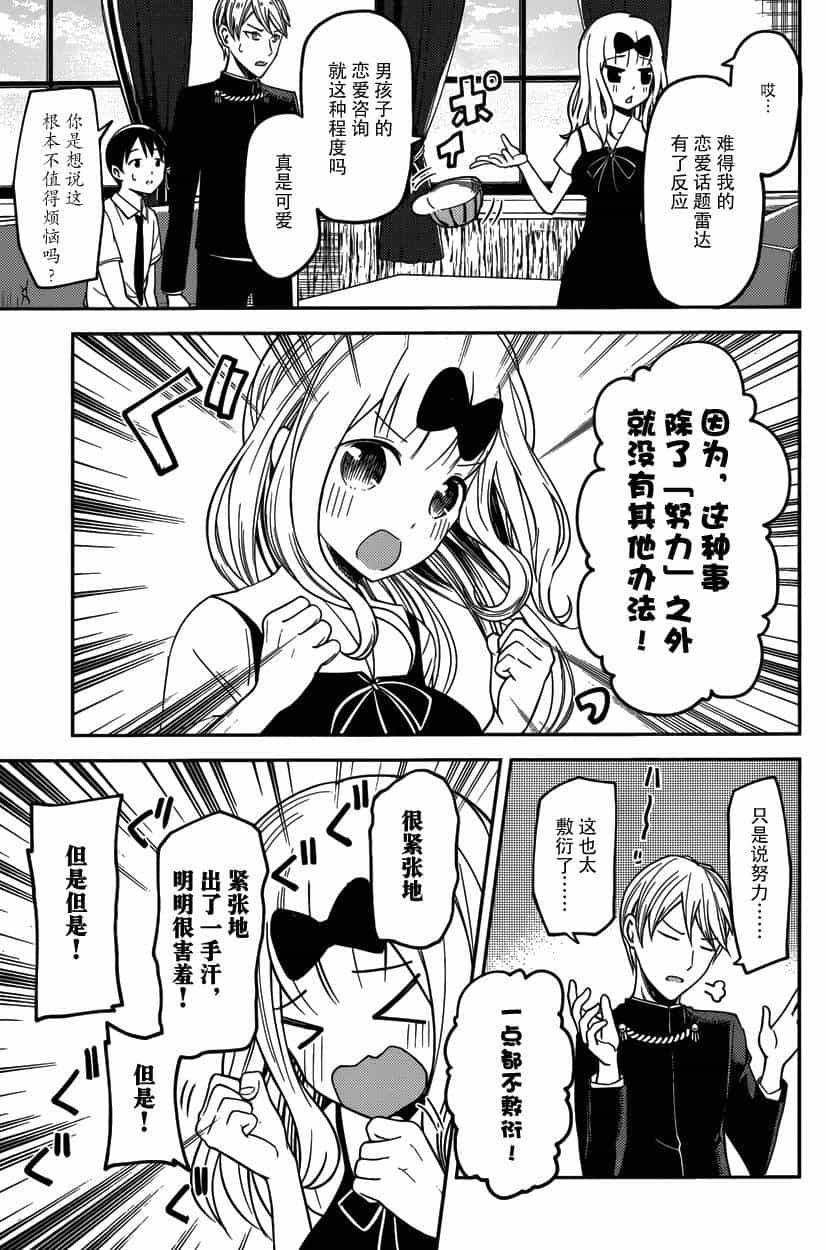 哎…
难得我的
恋爱话题雷达
有了反应
ポ
男孩子的
恋爱咨询
就这种程度
吗
真是可爱
你是想说这
根本不值得烦恼吗？
因为，这种事
除了「努力」之外
就没有其他办法！
ぐ
っ
只是说努力……
这也太
敷衍了……
一点都不敷衍！
很紧张地
紧张地
出了一手汗，
明明很害羞！
但是！
但是但是！